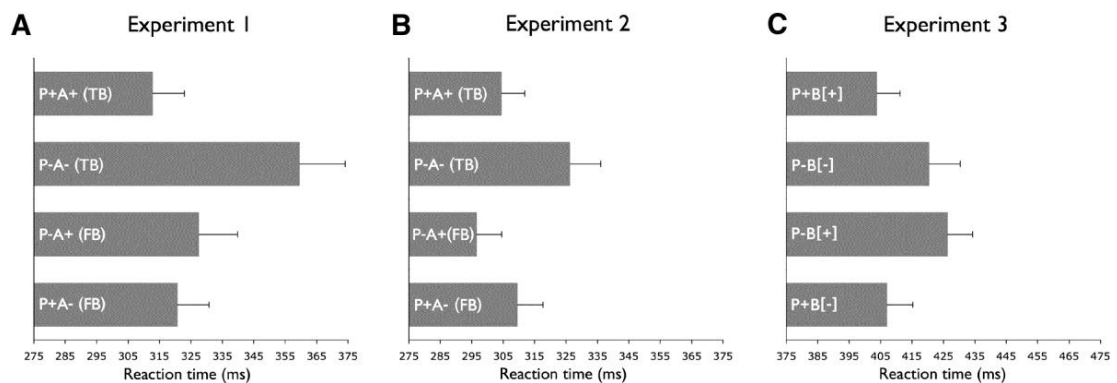 A Experiment 1
P+A+ (TB)
P-A- (TB)
P-A+ (FB)
P+A- (FB)
275 285 295 305 315 325 335 345 355 365 375
Reaction time (ms)
B Experiment 2
P+A+ (TB)
P-A- (TB)
P-A+(FB)
P+A- (FB)
275 285 295 305 315 325 335 345 355 365 375
Reaction time (ms)
C Experiment 3
P+B[+]
P-B[-]
P-B[+]
P+B[-]
375 385 395 405 415 425 435 445 455 465 475
Reaction time (ms)